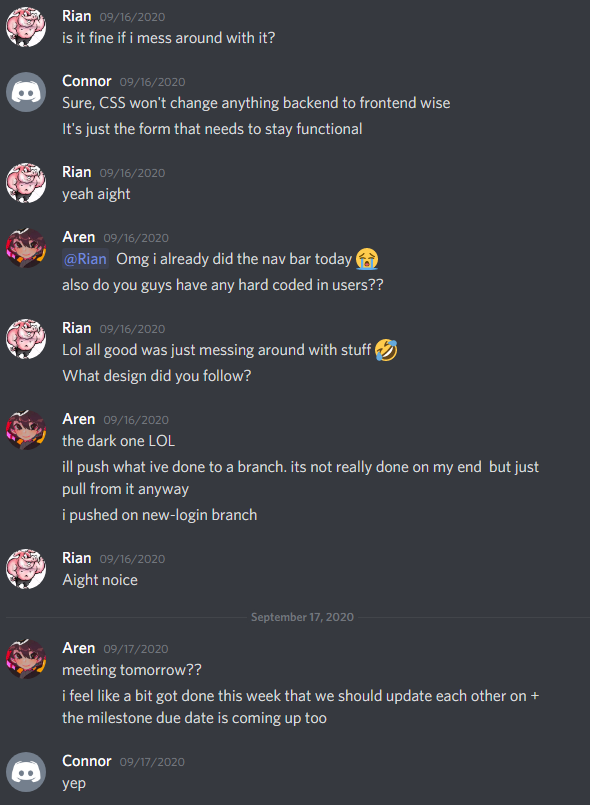 Rian 09/16/2020
is it fine if i mess around with it?
Connor 09/16/2020
Sure, CSS won't change anything backend to frontend wise
It's just the form that needs to stay functional
Rian 09/16/2020
yeah aight
Aren 09/16/2020
@Rian Omg i already did the nav bar today 😭
also do you guys have any hard coded in users??
Rian 09/16/2020
Lol all good was just messing around with stuff 🤣
What design did you follow?
Aren 09/16/2020
the dark one LOL
ill push what ive done to a branch. its not really done on my end but just
pull from it anyway
i pushed on new-login branch
Rian 09/16/2020
Aight noice
September 17, 2020
Aren 09/17/2020
meeting tomorrow??
i feel like a bit got done this week that we should update each other on +
the milestone due date is coming up too
Connor 09/17/2020
yep